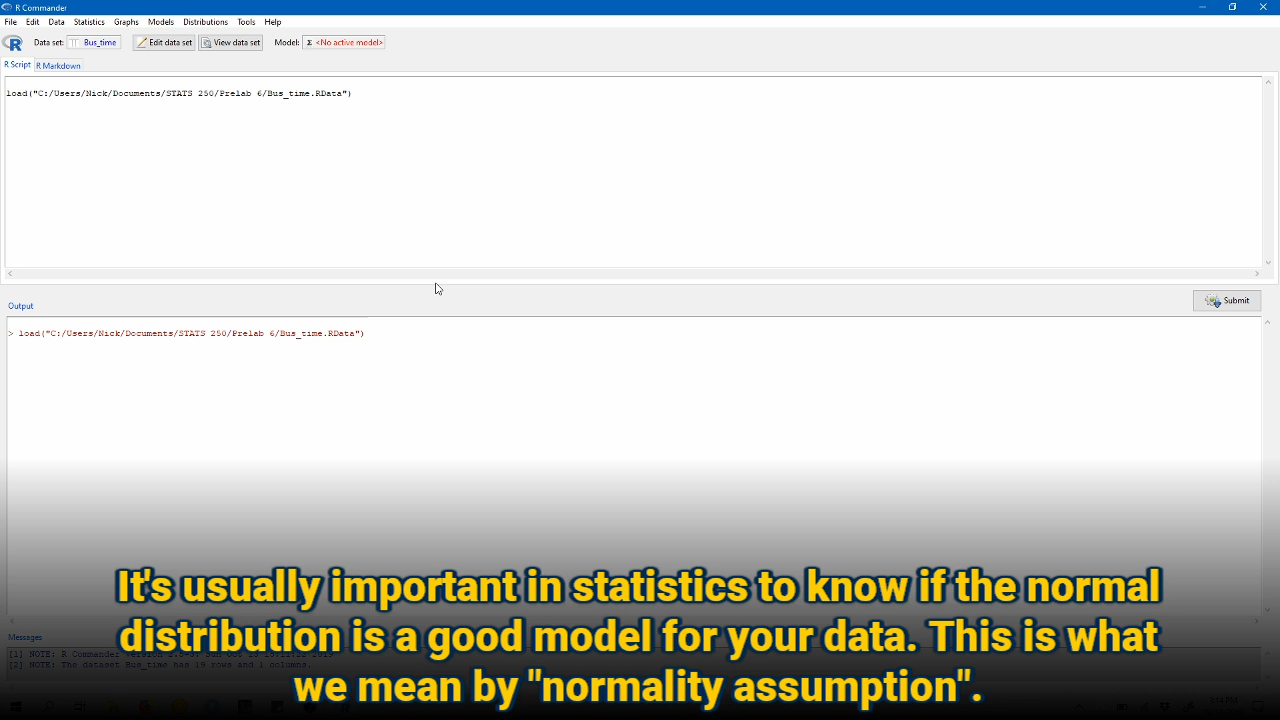 R Commander
File Edit Data Statistics Graphs Models Distributions Tools Help
Data set: Bus_time Edit data set View data set Model: Σ <No active model>
R Script R Markdown
load("C:/Users/Nick/Documents/STATS 250/Prelab 6/Bus_time.RData")
Output Submit
> load("C:/Users/Nick/Documents/STATS 250/Prelab 6/Bus_time.RData")
It's usually important in statistics to know if the normal
distribution is a good model for your data. This is what
Messages
[1] NOTE: R Commander Version
[2] NOTE: The dataset Bus_time has 19 rows and 1 columns.
we mean by "normality assumption".